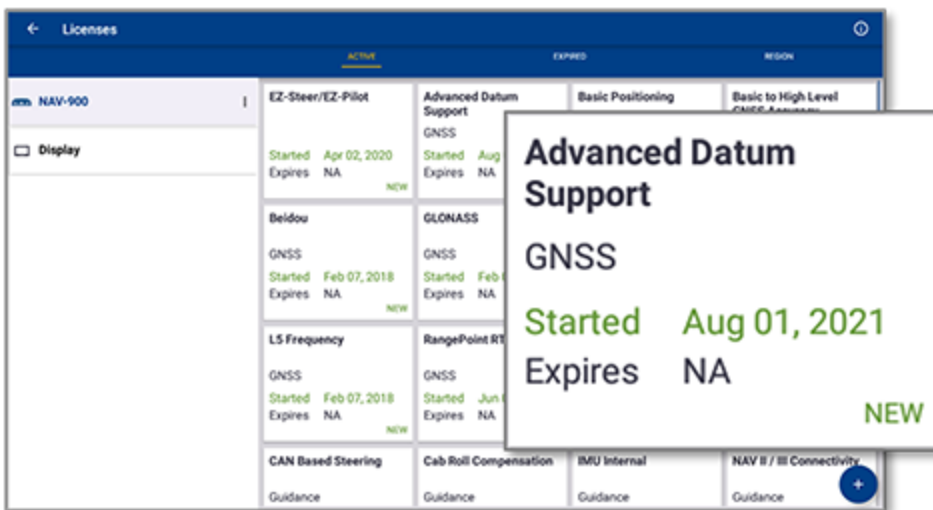 Licenses
ACTIVE
EXPIRED
REGION
NAV-900
Display
EZ-Steer/EZ-Pilot
Started Apr 02, 2020
Expires NA
NEW
Advanced Datum
Support
GNSS
Started Aug
Expires NA
Basic Positioning
Basic to High Level
GNSS Accuracy
Beidou
GNSS
Started Feb 07, 2018
Expires NA
NEW
GLONASS
GNSS
Started Feb
Expires NA
L5 Frequency
GNSS
Started Feb 07, 2018
Expires NA
NEW
RangePoint RT
GNSS
Started Jun
Expires NA
CAN Based Steering
Guidance
Cab Roll Compensation
Guidance
IMU Internal
Guidance
NAV II / III Connectivity
Guidance
Advanced Datum
Support
GNSS
Started Aug 01, 2021
Expires NA
NEW